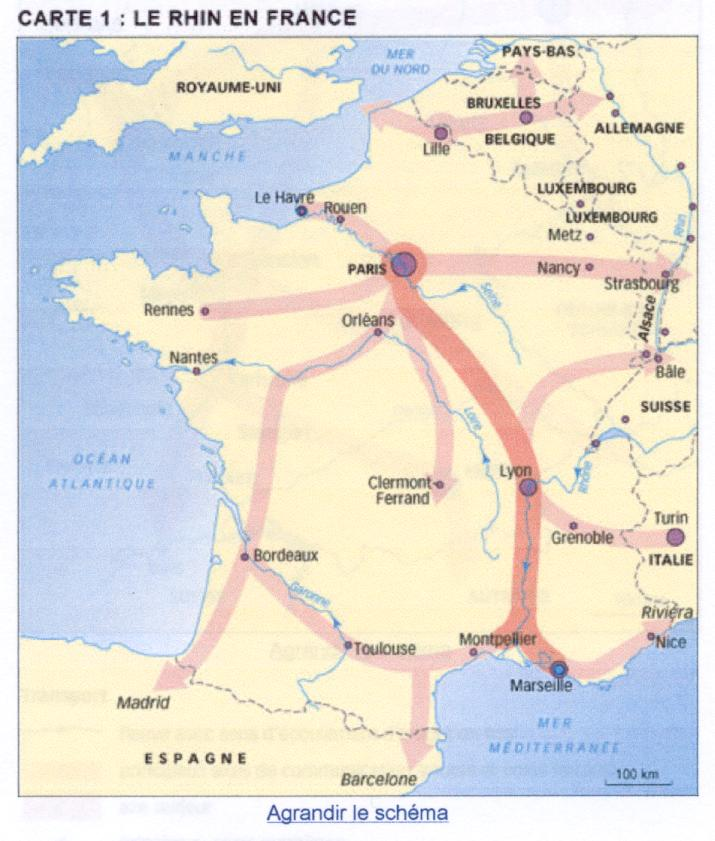 CARTE 1 : LE RHIN EN FRANCE
PAYS-BAS
MER
DU NORD
ROYAUME-UNI
BRUXELLES
ALLEMAGNE
BELGIQUE
Lille
MANCHE
LUXEMBOURG
Le Havre
Rouen
LUXEMBOURG
Rhin
Metz
PARIS
Nancy
Strasbourg
Seine
Rennes
Orléans
Alsace
Nantes
Bâle
SUISSE
Loire
OCÉAN
ATLANTIQUE
Lyon
Rhône
Clermont-
Ferrand
Turin
Grenoble
ITALIE
Bordeaux
Garonne
Riviéra
Montpellier
Nice
Toulouse
Marseille
Madrid
MER
MÉDITERRANÉE
ESPAGNE
Barcelone
100 km
Agrandir le schéma